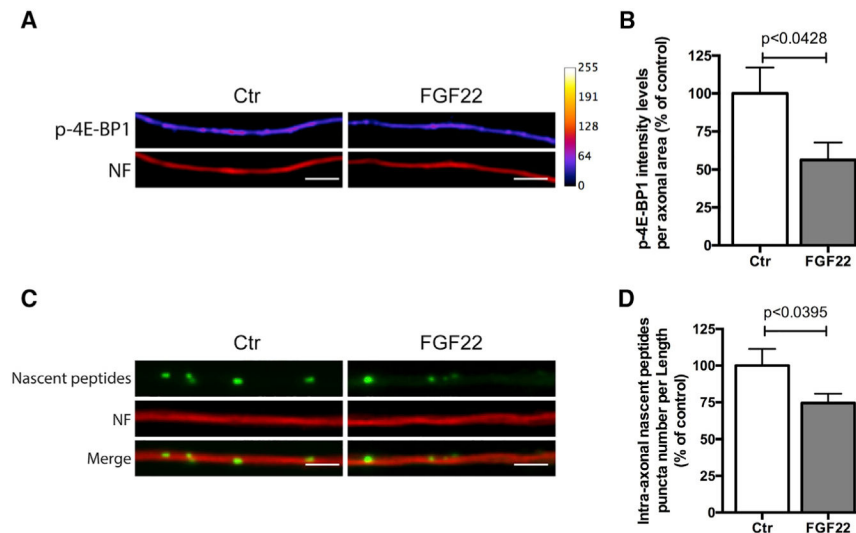 A
Ctr
FGF22
p-4E-BP1
NF
255
191
128
64
0
B
p<0.0428
p-4E-BP1 intensity levels
per axonal area (% of control)
125
100
75
50
25
0
Ctr
FGF22
C
Ctr
FGF22
Nascent peptides
NF
Merge
D
p<0.0395
Intra-axonal nascent peptides
puncta number per Length
(% of control)
125
100
75
50
25
0
Ctr
FGF22